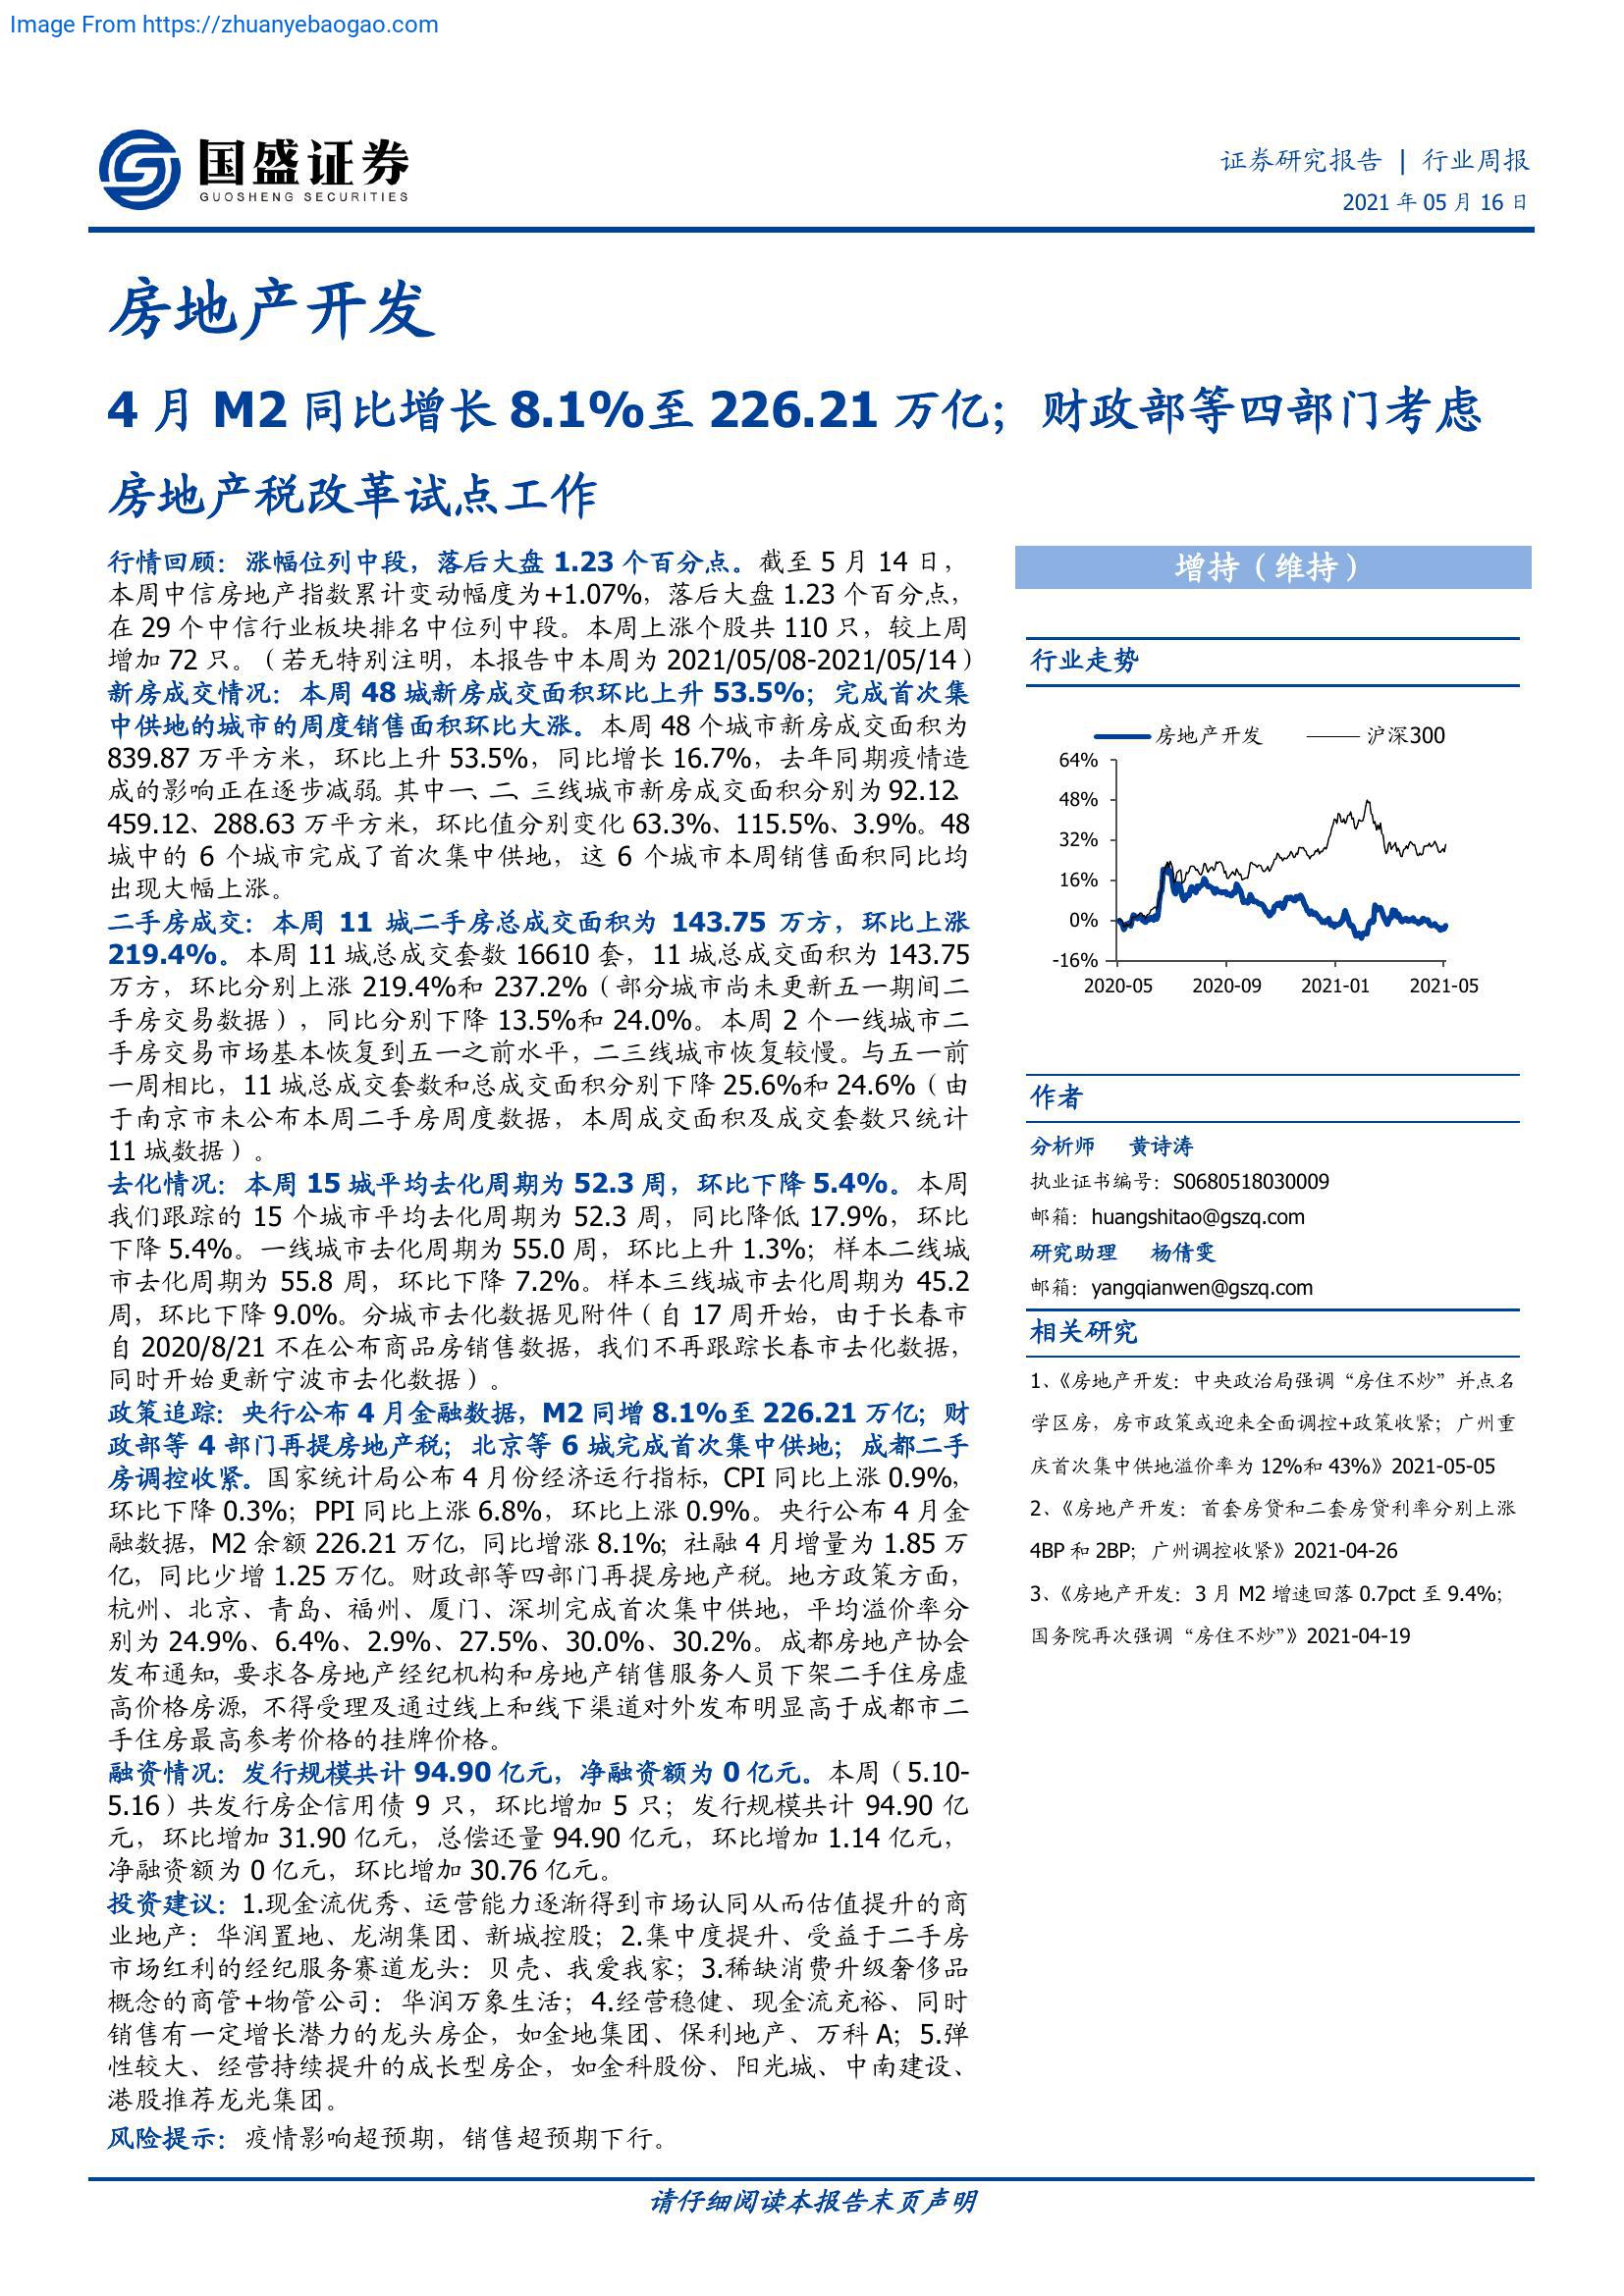 Image From https://zhuanyebaogao.com
国盛证券
GUOSHENG SECURITIES
证券研究报告 | 行业周报
2021 年 05 月 16 日
房地产开发
4 月 M2 同比增长 8.1%至 226.21 万亿；财政部等四部门考虑
房地产税改革试点工作
行情回顾：涨幅位列中段，落后大盘 1.23 个百分点。截至 5 月 14 日，
本周中信房地产指数累计变动幅度为+1.07%，落后大盘 1.23 个百分点，
在 29 个中信行业板块排名中位列中段。本周上涨个股共 110 只，较上周
增加 72 只。（若无特别注明，本报告中本周为 2021/05/08-2021/05/14）
新房成交情况：本周 48 城新房成交面积环比上升 53.5%；完成首次集
中供地的城市的周度销售面积环比大涨。本周 48 个城市新房成交面积为
839.87 万平方米，环比上升 53.5%，同比增长 16.7%，去年同期疫情造
成的影响正在逐步减弱。其中一、二、三线城市新房成交面积分别为 92.12、
459.12、288.63 万平方米，环比值分别变化 63.3%、115.5%、3.9%。48
城中的 6 个城市完成了首次集中供地，这 6 个城市本周销售面积同比均
出现大幅上涨。
二手房成交：本周 11 城二手房总成交面积为 143.75 万方，环比上涨
219.4%。本周 11 城总成交套数 16610 套，11 城总成交面积为 143.75
万方，环比分别上涨 219.4%和 237.2%（部分城市尚未更新五一期间二
手房交易数据），同比分别下降 13.5%和 24.0%。本周 2 个一线城市二
手房交易市场基本恢复到五一之前水平，二三线城市恢复较慢。与五一前
一周相比，11 城总成交套数和总成交面积分别下降 25.6%和 24.6%（由
于南京市未公布本周二手房周度数据，本周成交面积及成交套数只统计
11 城数据）。
去化情况：本周 15 城平均去化周期为 52.3 周，环比下降 5.4%。本周
我们跟踪的 15 个城市平均去化周期为 52.3 周，同比降低 17.9%，环比
下降 5.4%。一线城市去化周期为 55.0 周，环比上升 1.3%；样本二线城
市去化周期为 55.8 周，环比下降 7.2%。样本三线城市去化周期为 45.2
周，环比下降 9.0%。分城市去化数据见附件（自 17 周开始，由于长春市
自 2020/8/21 不在公布商品房销售数据，我们不再跟踪长春市去化数据，
同时开始更新宁波市去化数据）。
政策追踪：央行公布 4 月金融数据，M2 同增 8.1%至 226.21 万亿；财
政部等 4 部门再提房地产税；北京等 6 城完成首次集中供地；成都二手
房调控收紧。国家统计局公布 4 月份经济运行指标，CPI 同比上涨 0.9%，
环比下降 0.3%；PPI 同比上涨 6.8%，环比上涨 0.9%。央行公布 4 月金
融数据，M2 余额 226.21 万亿，同比增涨 8.1%；社融 4 月增量为 1.85 万
亿，同比少增 1.25 万亿。财政部等四部门再提房地产税。地方政策方面，
杭州、北京、青岛、福州、厦门、深圳完成首次集中供地，平均溢价率分
别为 24.9%、6.4%、2.9%、27.5%、30.0%、30.2%。成都房地产协会
发布通知，要求各房地产经纪机构和房地产销售服务人员下架二手住房虚
高价格房源，不得受理及通过线上和线下渠道对外发布明显高于成都市二
手住房最高参考价格的挂牌价格。
融资情况：发行规模共计 94.90 亿元，净融资额为 0 亿元。本周（5.10-
5.16）共发行房企信用债 9 只，环比增加 5 只；发行规模共计 94.90 亿
元，环比增加 31.90 亿元，总偿还量 94.90 亿元，环比增加 1.14 亿元，
净融资额为 0 亿元，环比增加 30.76 亿元。
投资建议：1.现金流优秀、运营能力逐渐得到市场认同从而估值提升的商
业地产：华润置地、龙湖集团、新城控股；2.集中度提升、受益于二手房
市场红利的经纪服务赛道龙头：贝壳、我爱我家；3.稀缺消费升级奢侈品
概念的商管+物管公司：华润万象生活；4.经营稳健、现金流充裕、同时
销售有一定增长潜力的龙头房企，如金地集团、保利地产、万科 A；5.弹
性较大、经营持续提升的成长型房企，如金科股份、阳光城、中南建设、
港股推荐龙光集团。
风险提示：疫情影响超预期，销售超预期下行。
增持（维持）
行业走势
房地产开发 沪深300
64%
48%
32%
16%
0%
-16%
2020-05 2020-09 2021-01 2021-05
作者
分析师 黄诗涛
执业证书编号：S0680518030009
邮箱：huangshitao@gszq.com
研究助理 杨倩雯
邮箱：yangqianwen@gszq.com
相关研究
1、《房地产开发：中央政治局强调“房住不炒”并点名
学区房，房市政策或迎来全面调控+政策收紧；广州重
庆首次集中供地溢价率为 12%和 43%》2021-05-05
2、《房地产开发：首套房贷和二套房贷利率分别上涨
4BP 和 2BP；广州调控收紧》2021-04-26
3、《房地产开发：3 月 M2 增速回落 0.7pct 至 9.4%；
国务院再次强调“房住不炒”》2021-04-19
请仔细阅读本报告末页声明